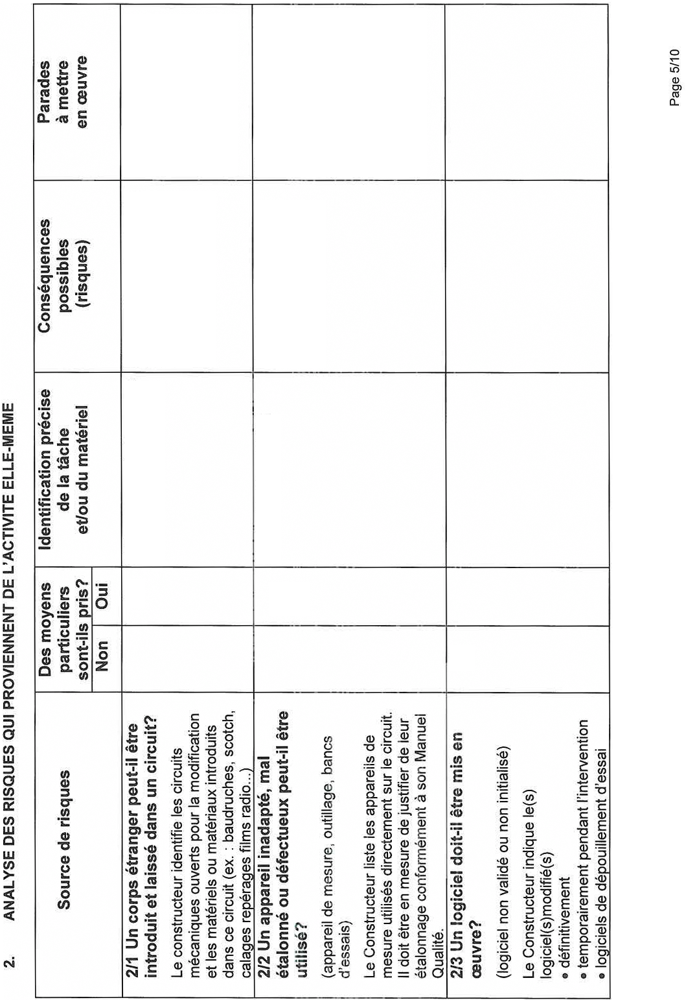 2. ANALYSE DES RISQUES QUI PROVIENNENT DE L'ACTIVITE ELLE-MEME
Source de risques
Des moyens
particuliers
sont-ils pris?
Non
Oui
Identification précise
de la tâche
et/ou du matériel
Conséquences
possibles
(risques)
Parades
à mettre
en œuvre
2/1 Un corps étranger peut-il être
introduit et laissé dans un circuit?
Le constructeur identifie les circuits
mécaniques ouverts pour la modification
et les matériels ou matériaux introduits
dans ce circuit (ex. : baudruches, scotch,
calages repérages films radio...)
2/2 Un appareil inadapté, mal
étalonné ou défectueux peut-il être
utilisé?
(appareil de mesure, outillage, bancs
d'essais)
Le Constructeur liste les appareils de
mesure utilisés directement sur le circuit.
Il doit être en mesure de justifier de leur
étalonnage conformément à son Manuel
Qualité.
2/3 Un logiciel doit-il être mis en
œuvre?
(logiciel non validé ou non initialisé)
Le Constructeur indique le(s)
logiciel(s)modifié(s)
• définitivement
• temporairement pendant l'intervention
• logiciels de dépouillement d'essai
Page 5/10